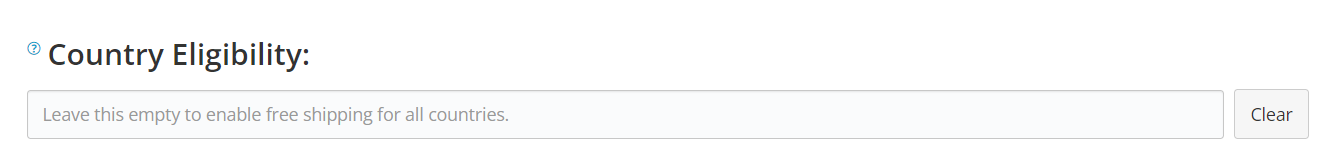 Country Eligibility:
Leave this empty to enable free shipping for all countries.
Clear